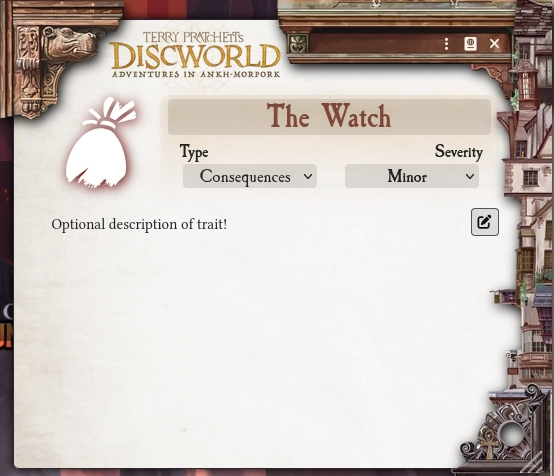 TERRY PRATCHETT'S
DISCWORLD
ADVENTURES IN ANKH-MORPORK
The Watch
Type
Severity
Consequences
Minor
Optional description of trait!